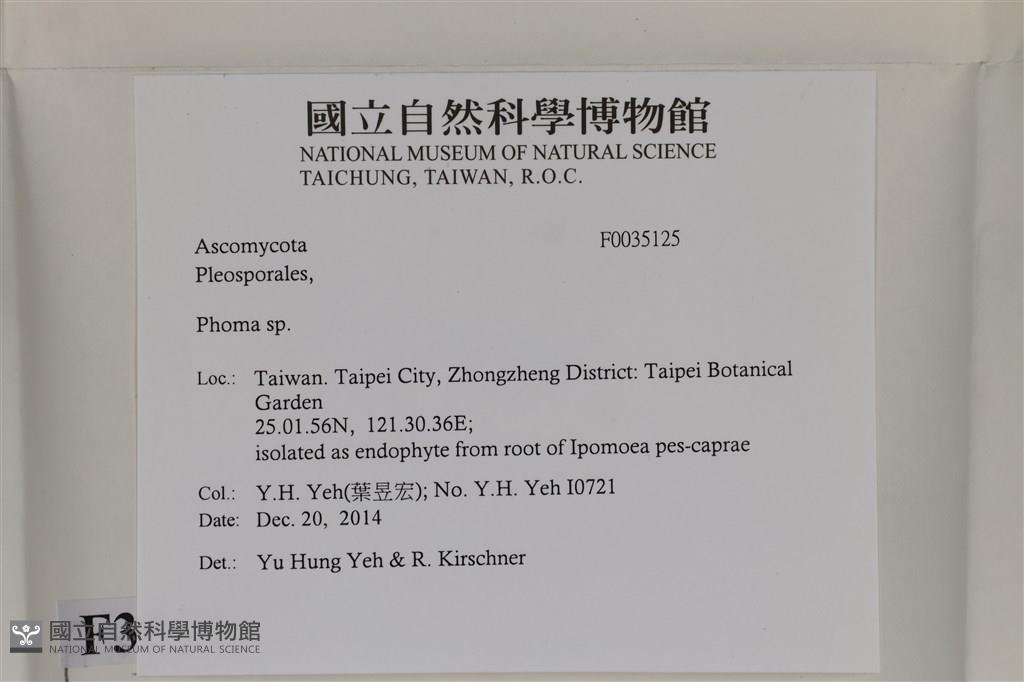 國立自然科學博物館
NATIONAL MUSEUM OF NATURAL SCIENCE
TAICHUNG, TAIWAN, R.O.C.
Ascomycota
F0035125
Pleosporales,
Phoma sp.
Loc.: Taiwan. Taipei City, Zhongzheng District: Taipei Botanical
Garden
25.01.56N, 121.30.36E;
isolated as endophyte from root of Ipomoea pes-caprae
Col.: Y.H. Yeh(葉昱宏); No. Y.H. Yeh I0721
Date: Dec. 20, 2014
Det.: Yu Hung Yeh & R. Kirschner
F3
國立自然科學博物館
NATIONAL MUSEUM OF NATURAL SCIENCE